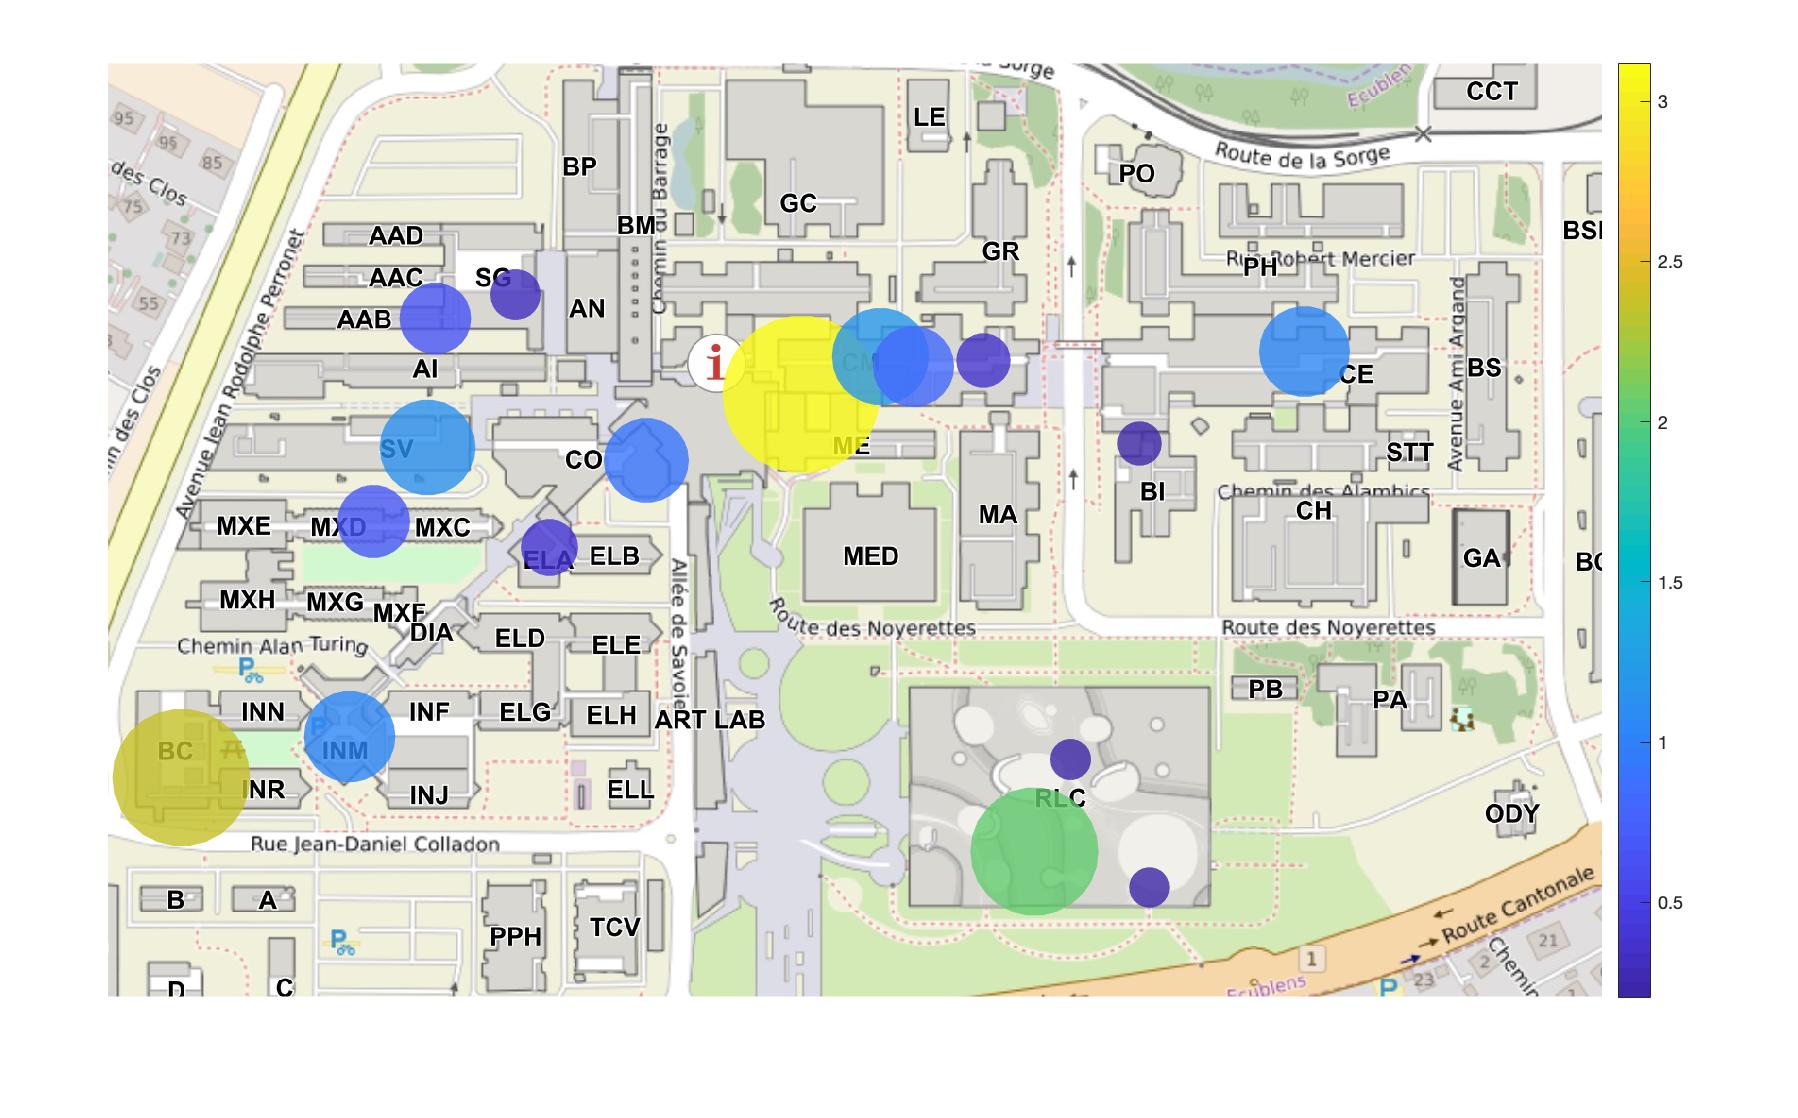 la Sorge
Ecublens
CCT
3
95
95
85
LE
des Clos
BP
Chemin du Barrage
PO
Route de la Sorge
75
GC
BM
BS
73
AAD
GR
Rue Robert Mercier
PH
2.5
AAC
SG
55
AAB
AN
Avenue Jean Rodolphe Perronet
Avenue Ami Argand
i
CM
AI
CE
BS
des Clos
2
SV
CO
ME
STT
BI
Chemin des Alambics
MXE
MXD
MXC
MA
CH
ELA
ELB
MED
GA
1.5
MXH
MXG
MXF
DIA
Allée de Savoie
Route des Noyerettes
Route des Noyerettes
Chemin Alan Turing
ELD
ELE
P
PB
PA
INN
INF
ELG
ELH
ART LAB
P
BC
INM
1
INR
INJ
ELL
RLC
ODY
Rue Jean-Daniel Colladon
B
A
0.5
Route Cantonale
PPH
TCV
P
1
21
2
D
C
Chemin
23
P
Ecublens